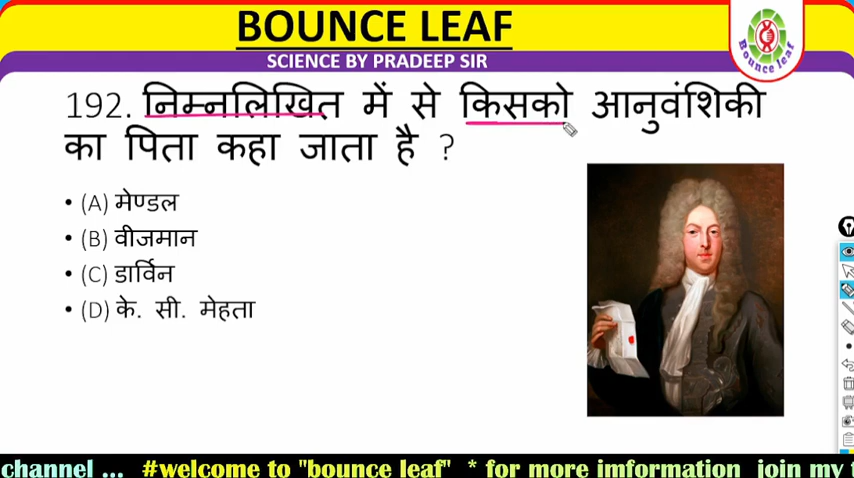 BOUNCE LEAF
SCIENCE BY PRADEEP SIR
Bounce leaf
192. निम्नलिखित में से किसको आनुवंशिकी
का पिता कहा जाता है ?
• (A) मेण्डल
• (B) वीजमान
• (C) डार्विन
• (D) के. सी. मेहता
channel ... #welcome to "bounce leaf" * for more imformation join my